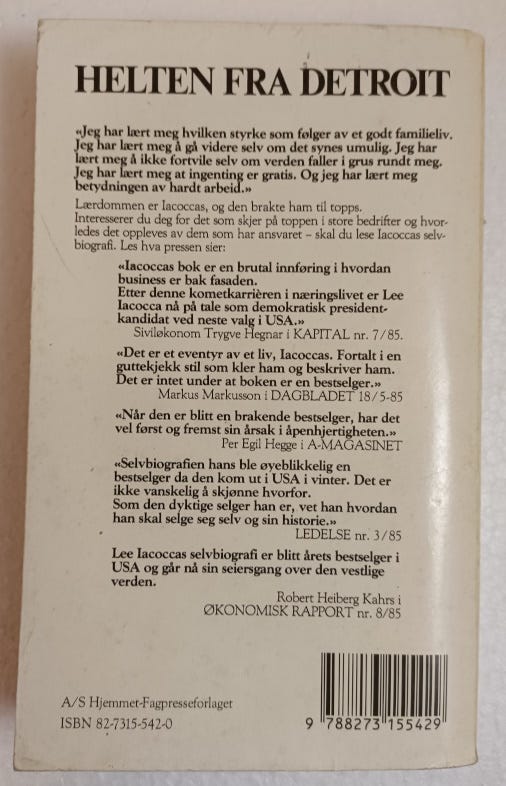 HELTEN FRA DETROIT
«Jeg har lært meg hvilken styrke som følger av et godt familieliv.
Jeg har lært meg å gå videre selv om det synes umulig. Jeg har
lært meg å ikke fortvile selv om verden faller i grus rundt meg.
Jeg har lært meg at ingenting er gratis. Og jeg har lært meg
betydningen av hardt arbeid.»
Lærdommen er Iacoccas, og den brakte ham til topps.
Interesserer du deg for det som skjer på toppen i store bedrifter og hvor-
ledes det oppleves av dem som har ansvaret – skal du lese Iacoccas selv-
biografi. Les hva pressen sier:
«Iacoccas bok er en brutal innføring i hvordan
business er bak fasaden.
Etter denne kometkarrièren i næringslivet er Lee
Iacocca nå på tale som demokratisk president-
kandidat ved neste valg i USA.»
Siviløkonom Trygve Hegnar i KAPITAL nr. 7/85.
«Det er et eventyr av et liv, Iacoccas. Fortalt i en
guttekjekk stil som kler ham og beskriver ham.
Det er intet under at boken er en bestselger.»
Markus Markusson i DAGBLADET 18/5-85
«Når den er blitt en brakende bestselger, har det
vel først og fremst sin årsak i åpenhjertigheten.»
Per Egil Hegge i A-MAGASINET
«Selvbiografien hans ble øyeblikkelig en
bestselger da den kom ut i USA i vinter. Det er
ikke vanskelig å skjønne hvorfor.
Som den dyktige selger han er, vet han hvordan
han skal selge seg selv og sin historie.»
LEDELSE nr. 3/85
Lee Iacoccas selvbiografi er blitt årets bestselger i
USA og går nå sin seiersgang over den vestlige
verden.
Robert Heiberg Kahrs i
ØKONOMISK RAPPORT nr. 8/85
A/S Hjemmet-Fagpresseforlaget
ISBN 82-7315-542-0
9 788273 155429